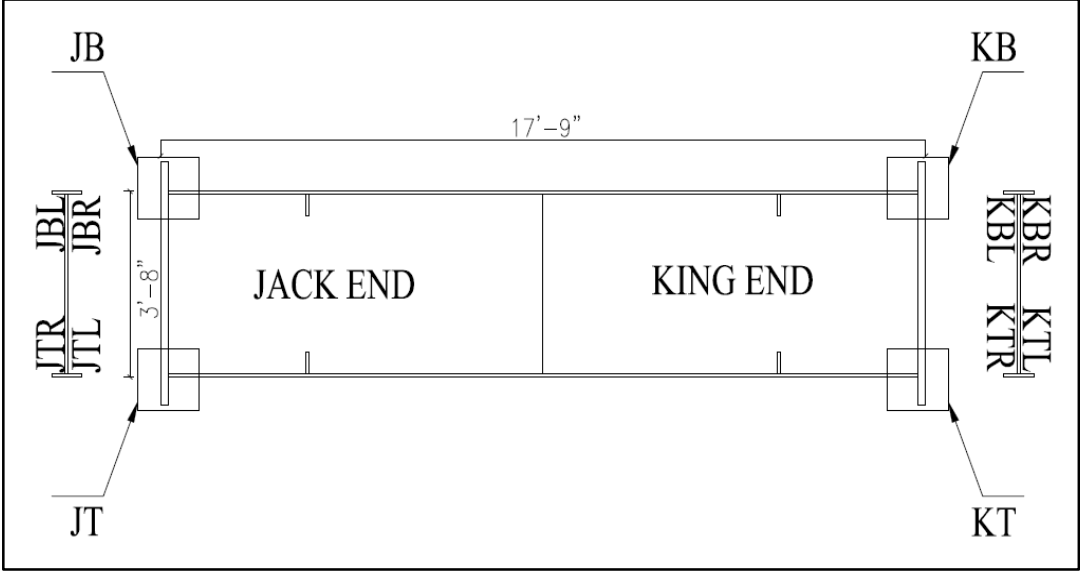 JB
KB
17'-9"
JBL
JBR
KBL
KBR
3'-8"
JACK END
KING END
JTR
JTL
KTR
KTL
JT
KT